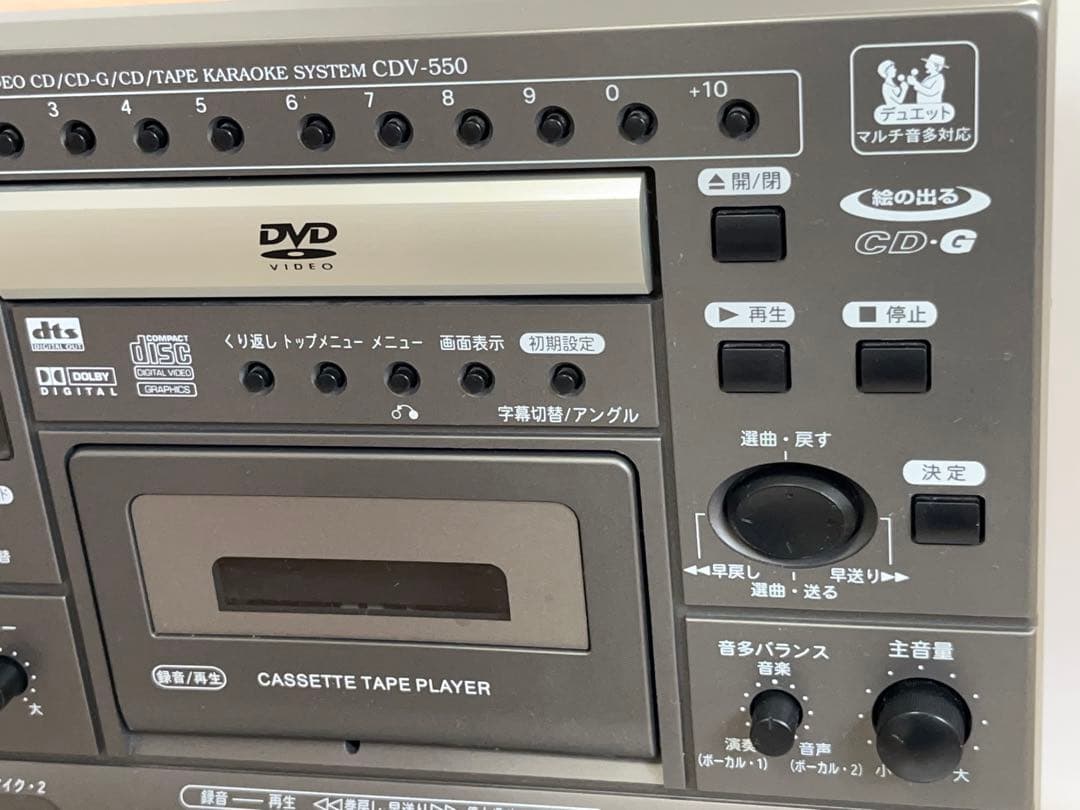 CD/CD-G/CD/TAPE KARAOKE SYSTEM CDV-550
3 4 5 6 7 8 9 0 +10
デュエット
マルチ音多対応
▲開/閉
絵の出る
CD・G
DVD
VIDEO
▶ 再生
■ 停止
dts
DIGITAL OUT
COMPACT
disc
DIGITAL VIDEO
GRAPHICS
DOLBY
DIGITAL
くり返し トップメニュー メニュー 画面表示 初期設定
字幕切替/アングル
選曲・戻す
決定
◀◀早戻し 早送り▶▶
選曲・送る
音多バランス
音楽
演奏
(ボーカル・1)
音声
(ボーカル・2)
主音量
小 大
録音/再生
CASSETTE TAPE PLAYER
大
イク・2
録音 再生 ◁◁巻戻し 早送り▷▷